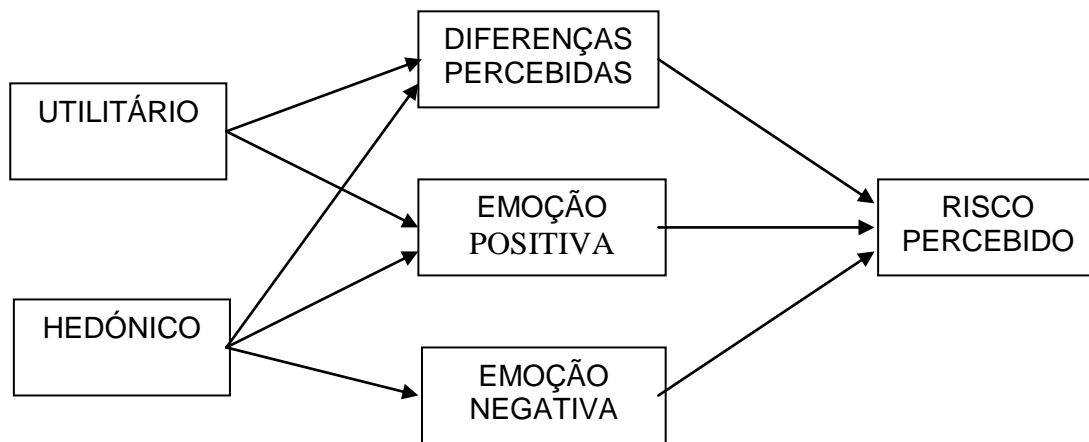 DIFERENÇAS
PERCEBIDAS
UTILITÁRIO
EMOÇÃO
POSITIVA
RISCO
PERCEBIDO
HEDÓNICO
EMOÇÃO
NEGATIVA